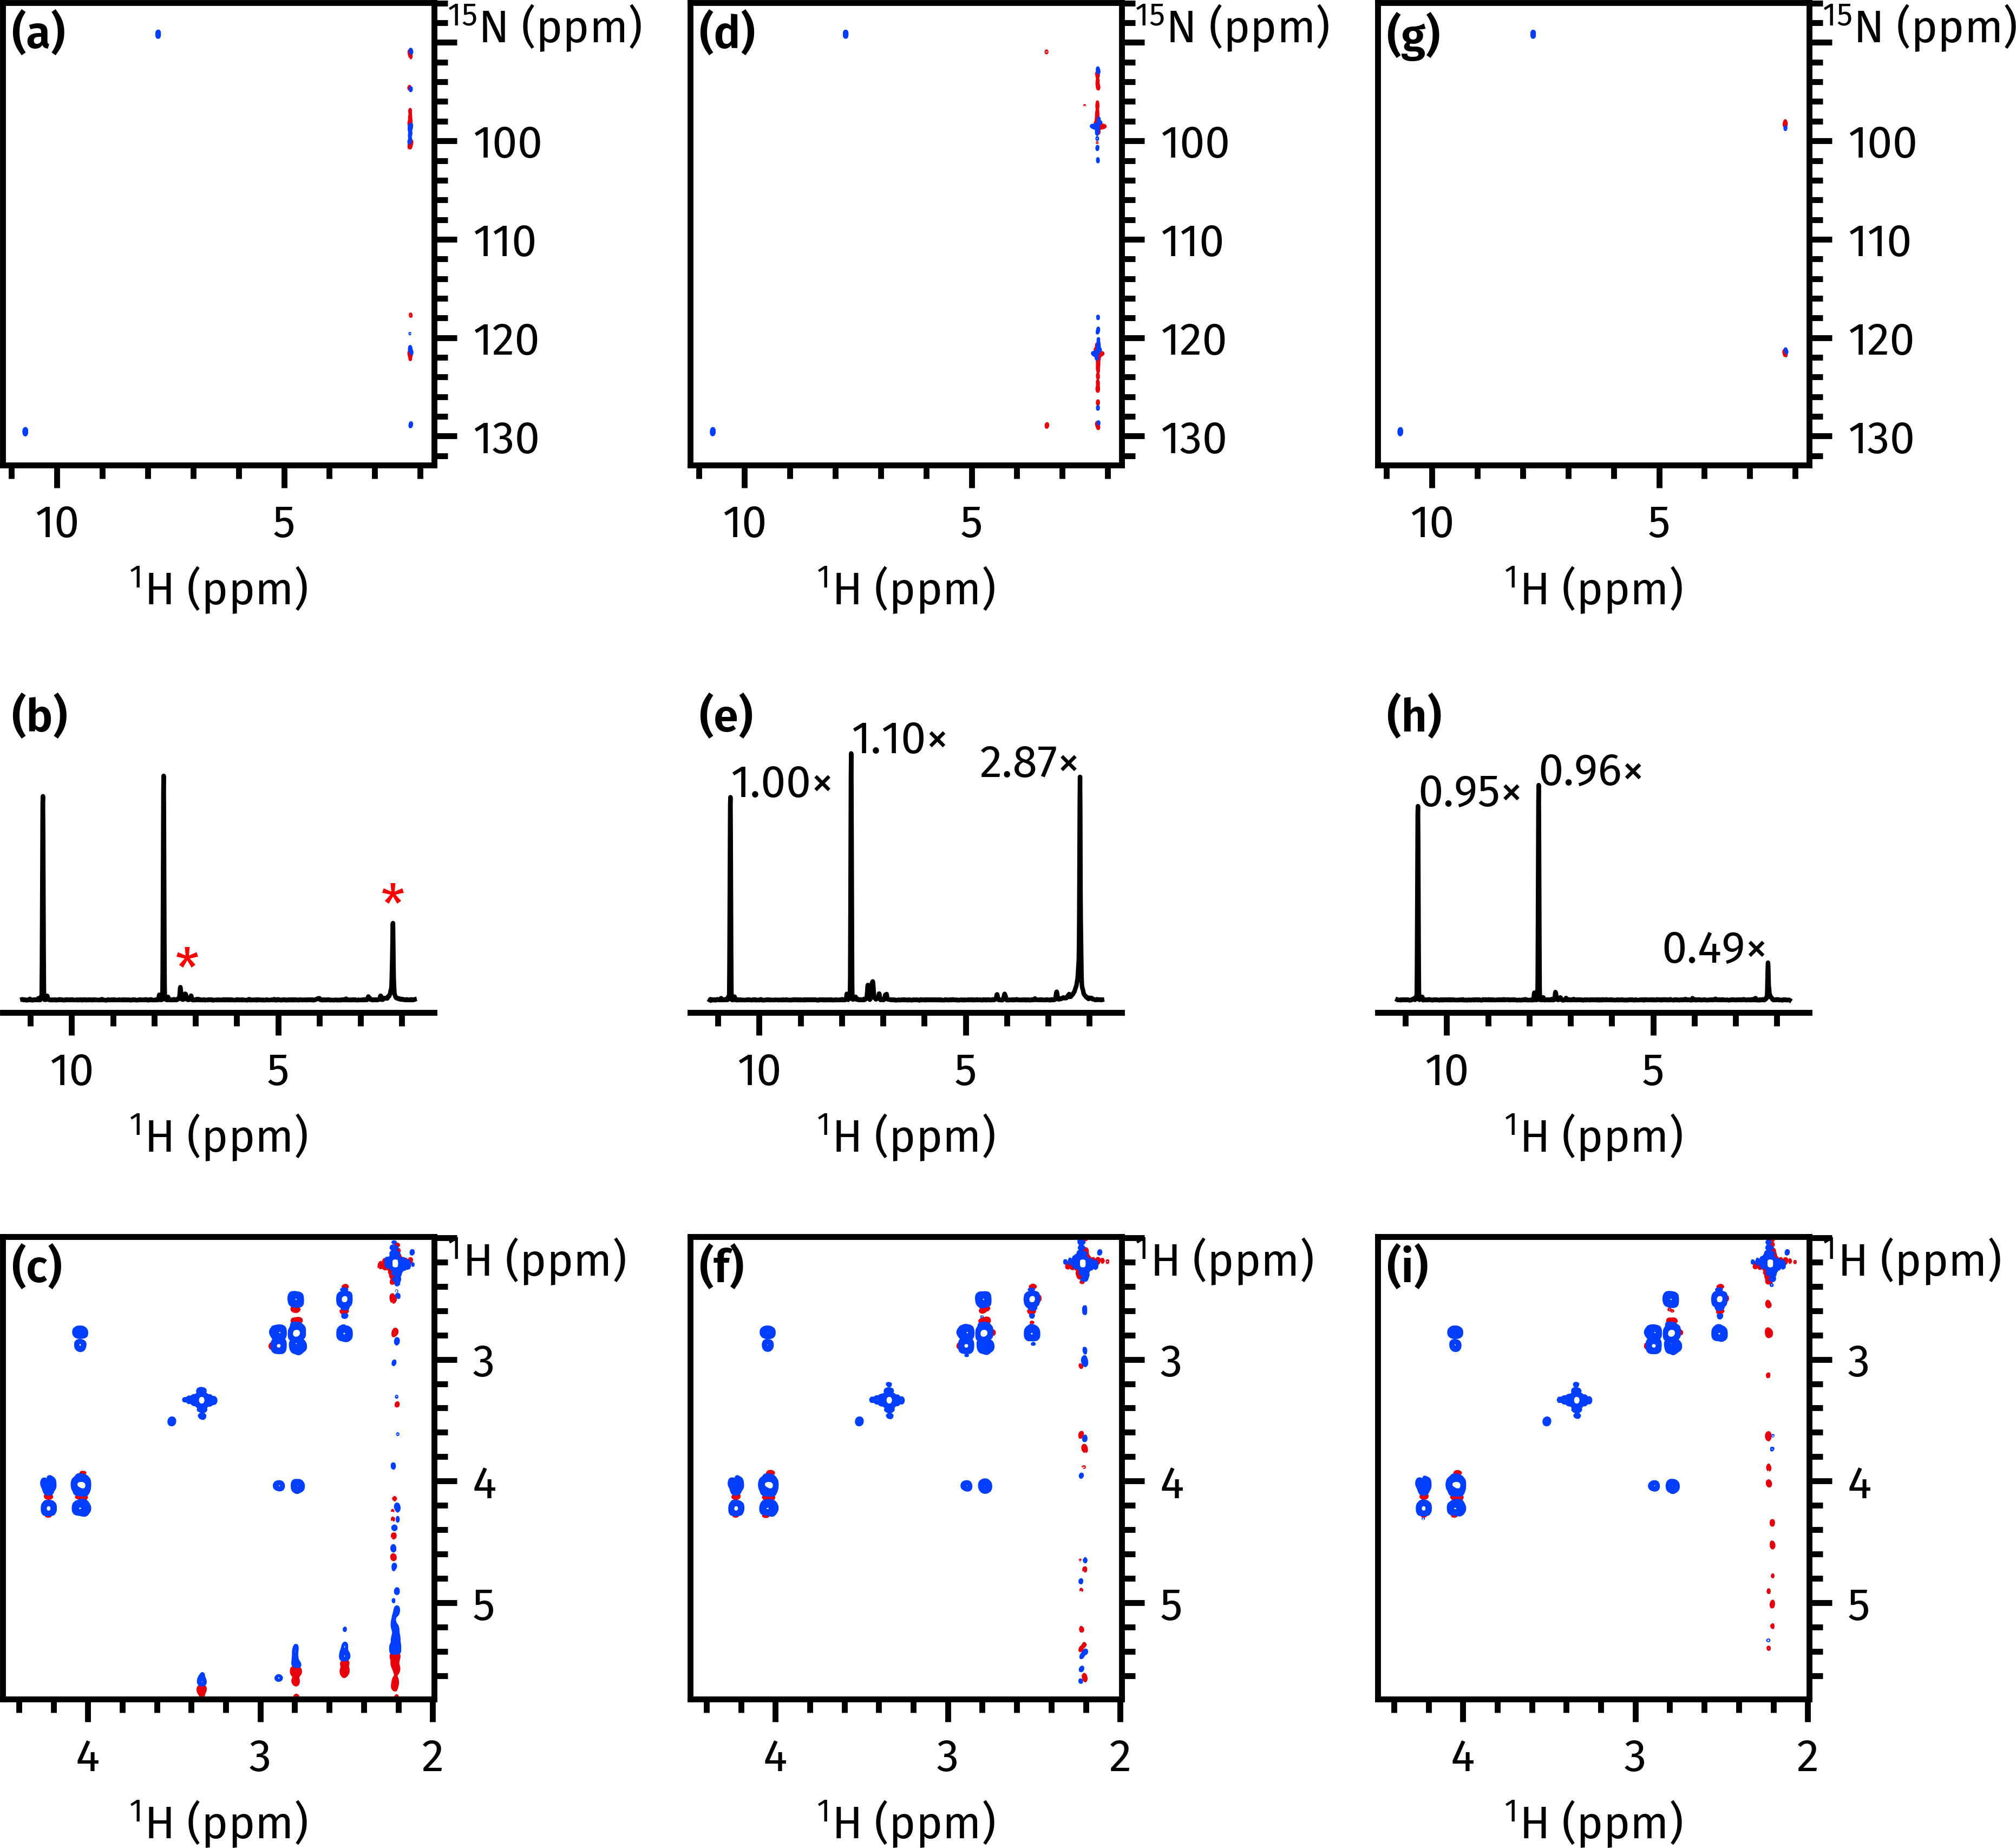 (a) ¹⁵N (ppm)
100
110
120
130
10 5
¹H (ppm)
(d) ¹⁵N (ppm)
100
110
120
130
10 5
¹H (ppm)
(g) ¹⁵N (ppm)
100
110
120
130
10 5
¹H (ppm)
(b)
*
*
10 5
¹H (ppm)
(e)
1.00×
1.10×
2.87×
10 5
¹H (ppm)
(h)
0.95×
0.96×
0.49×
10 5
¹H (ppm)
(c) ¹H (ppm)
3
4
5
4 3 2
¹H (ppm)
(f) ¹H (ppm)
3
4
5
4 3 2
¹H (ppm)
(i) ¹H (ppm)
3
4
5
4 3 2
¹H (ppm)